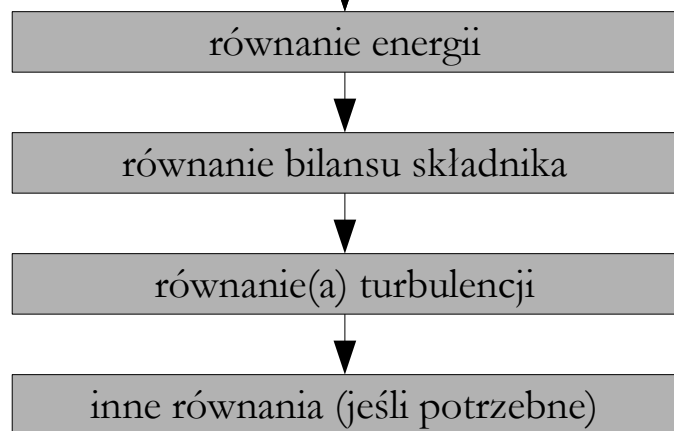 równanie energii
równanie bilansu składnika
równanie(a) turbulencji
inne równania (jeśli potrzebne)